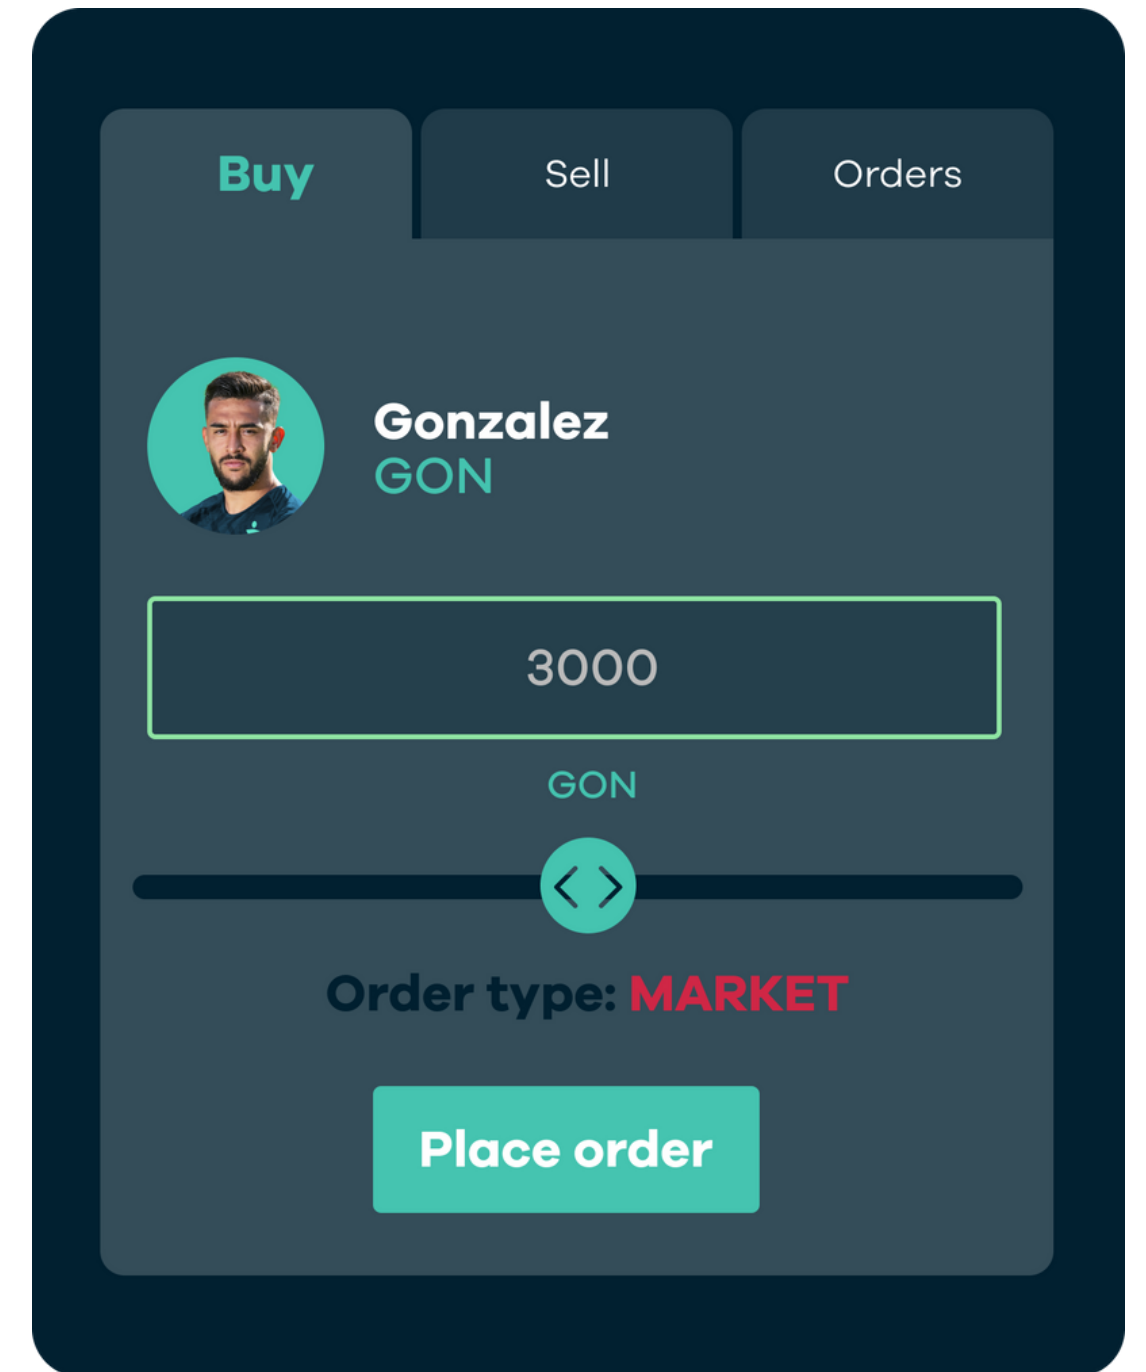 Buy
Sell
Orders
Gonzalez
GON
3000
GON
Order type: MARKET
Place order